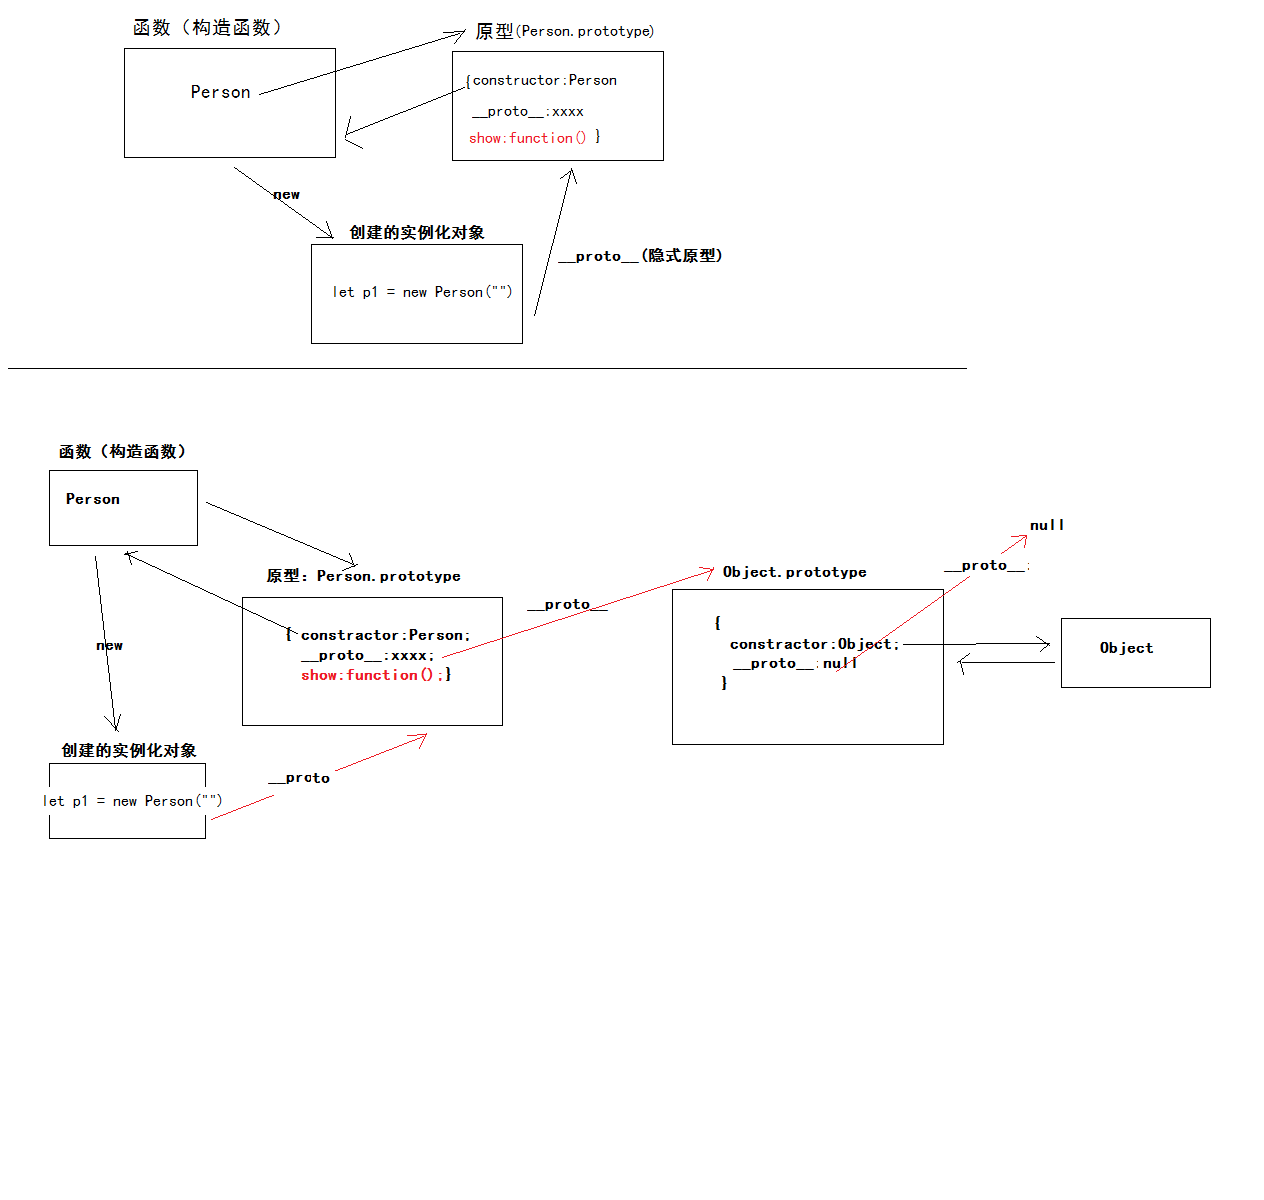 函数（构造函数）
原型(Person.prototype)
Person
{constructor:Person
__proto__:xxxx
show:function() }
new
创建的实例化对象
__proto__(隐式原型)
let p1 = new Person("")
函数（构造函数）
Person
null
__proto__:
原型：Person.prototype
Object.prototype
__proto__
{ constractor:Person;
__proto__:xxxx;
show:function();}
{
constractor:Object;
__proto__:null
}
Object
new
创建的实例化对象
__proto
let p1 = new Person("")